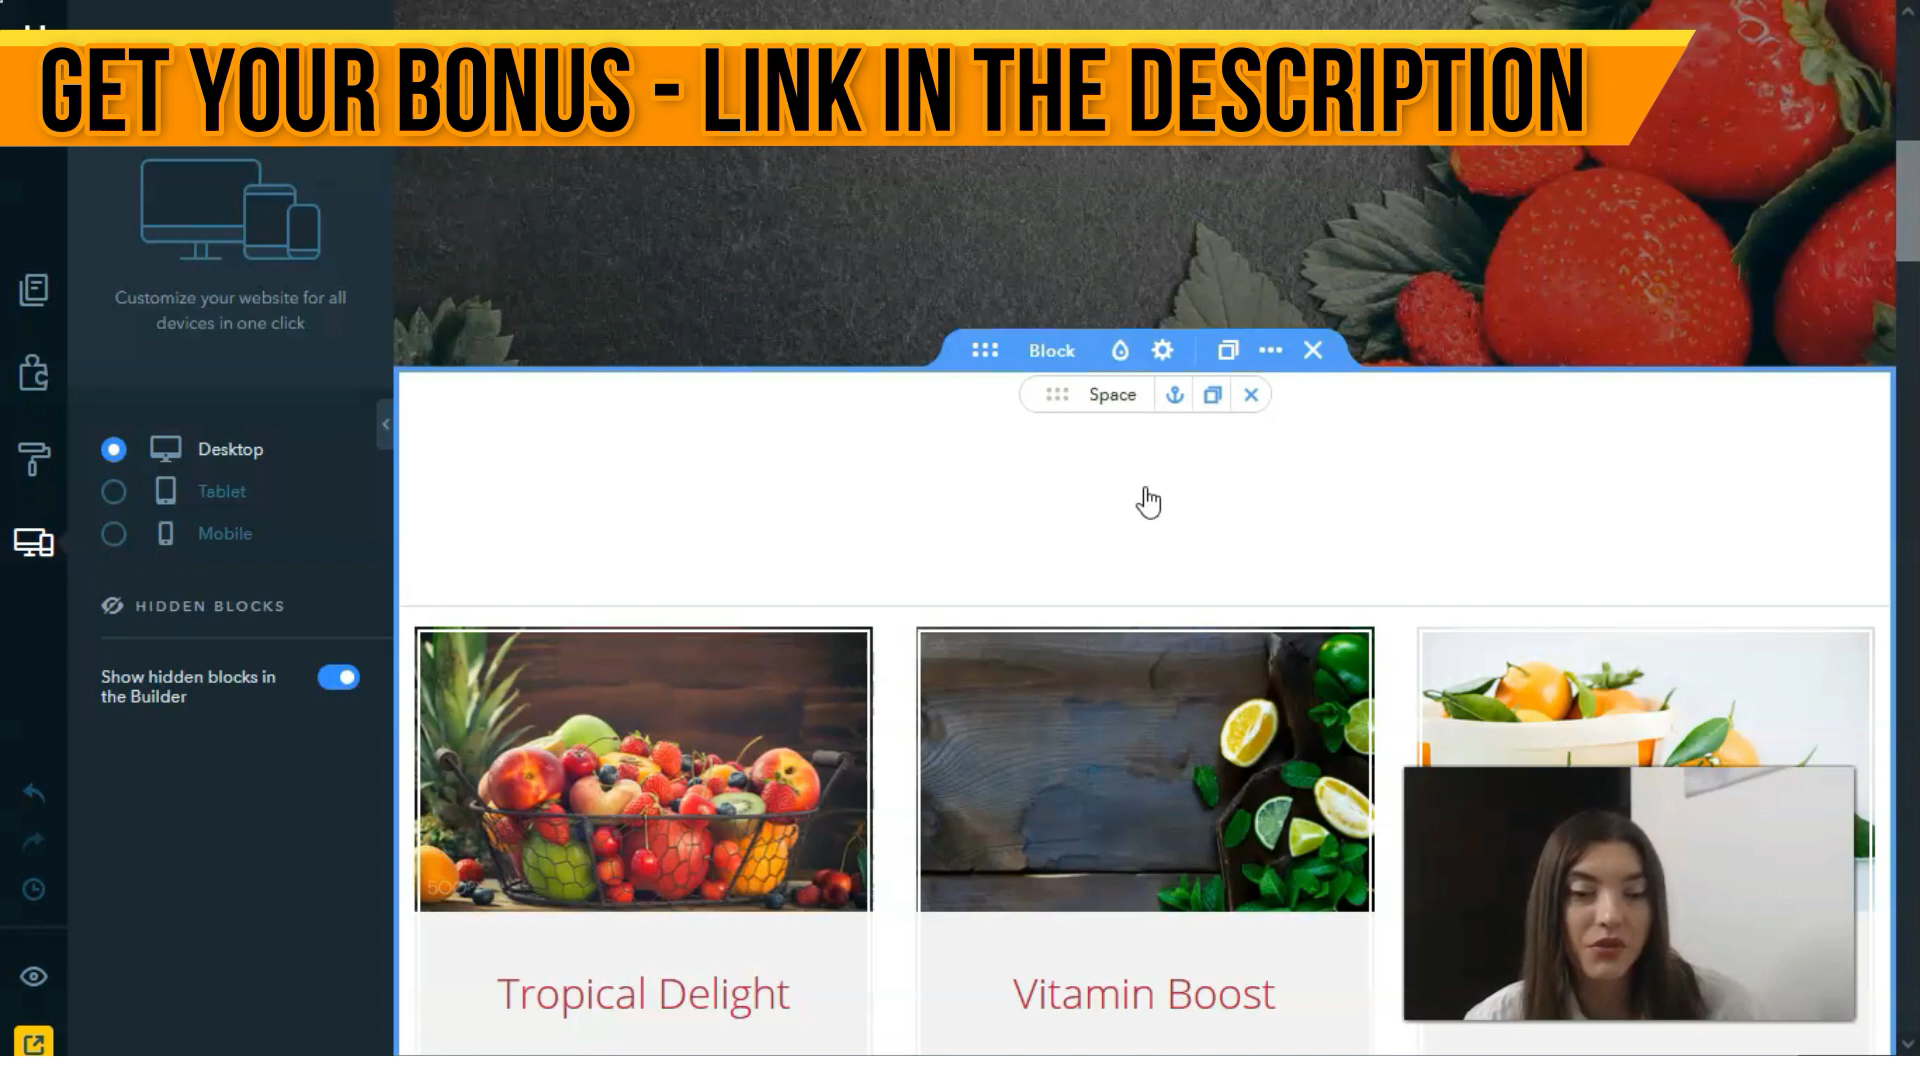 GET YOUR BONUS - LINK IN THE DESCRIPTION
Customize your website for all
devices in one click
Block
Space
Desktop
Tablet
Mobile
HIDDEN BLOCKS
Show hidden blocks in
the Builder
Tropical Delight
Vitamin Boost